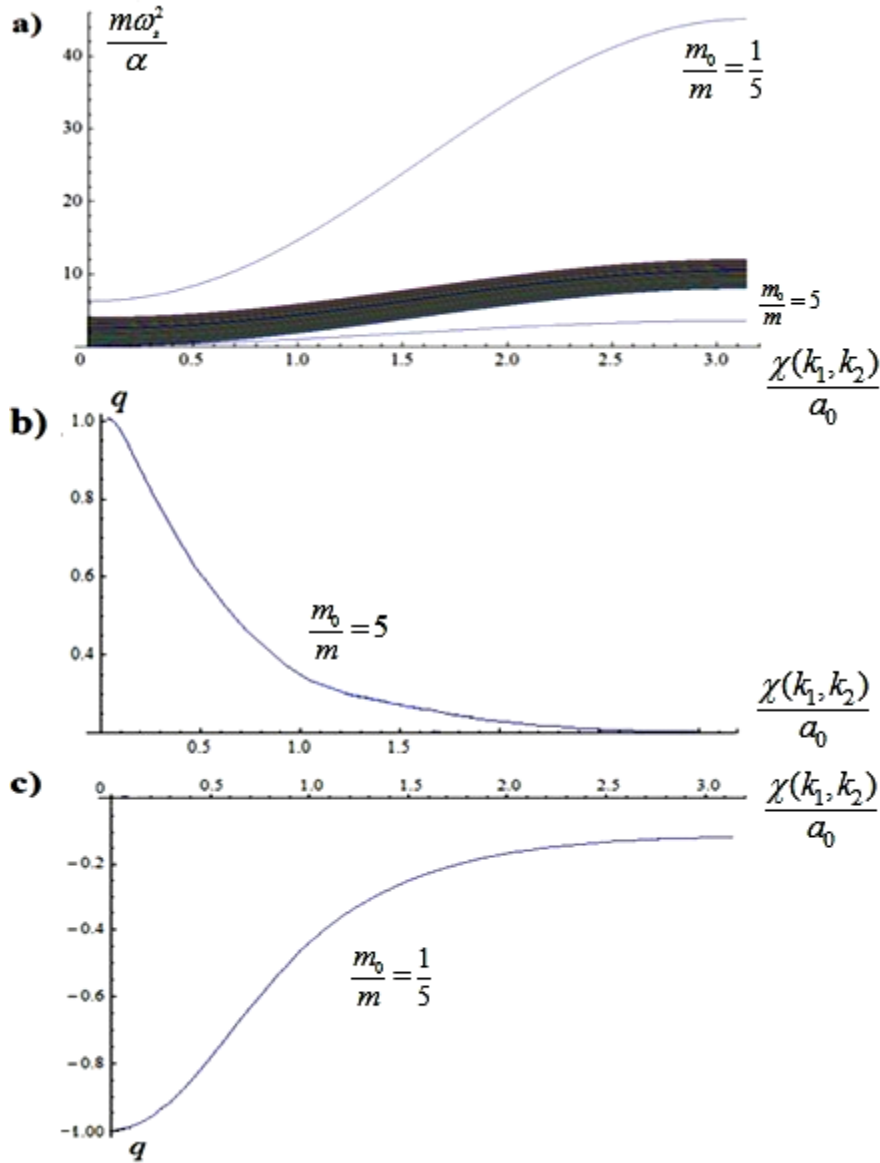 a)
mω_s²/α
40
30
20
10
0 0.5 1.0 1.5 2.0 2.5 3.0
m₀/m = 1/5
m₀/m = 5
χ(k₁, k₂)/a₀
b)
q
1.0
0.8
0.6
0.4
m₀/m = 5
0.5 1.0 1.5
χ(k₁, k₂)/a₀
c)
0 0.5 1.0 1.5 2.0 2.5 3.0
χ(k₁, k₂)/a₀
−0.2
−0.4
−0.6
−0.8
−1.00
m₀/m = 1/5
q